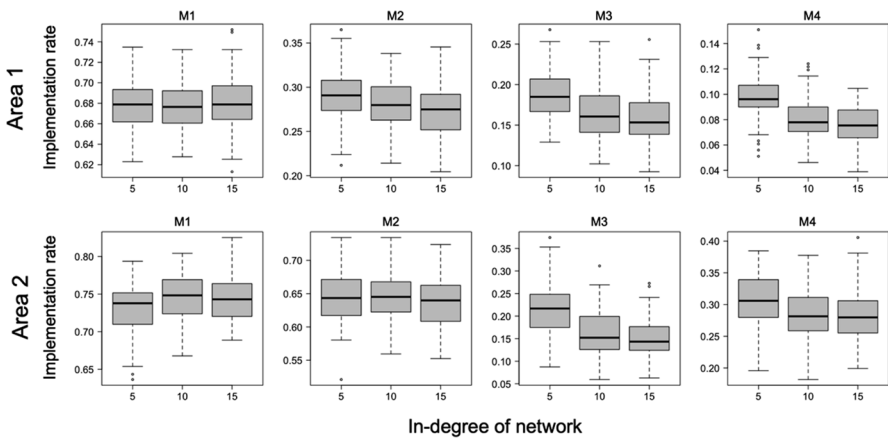 M1 M2 M3 M4
Area 1
Implementation rate
0.74 0.72 0.70 0.68 0.66 0.64 0.62
0.35 0.30 0.25 0.20
0.25 0.20 0.15 0.10
0.14 0.12 0.10 0.08 0.06 0.04
5 10 15 5 10 15 5 10 15 5 10 15
M1 M2 M3 M4
Area 2
Implementation rate
0.80 0.75 0.70 0.65
0.70 0.65 0.60 0.55
0.35 0.30 0.25 0.20 0.15 0.10 0.05
0.40 0.35 0.30 0.25 0.20
5 10 15 5 10 15 5 10 15 5 10 15
In-degree of network